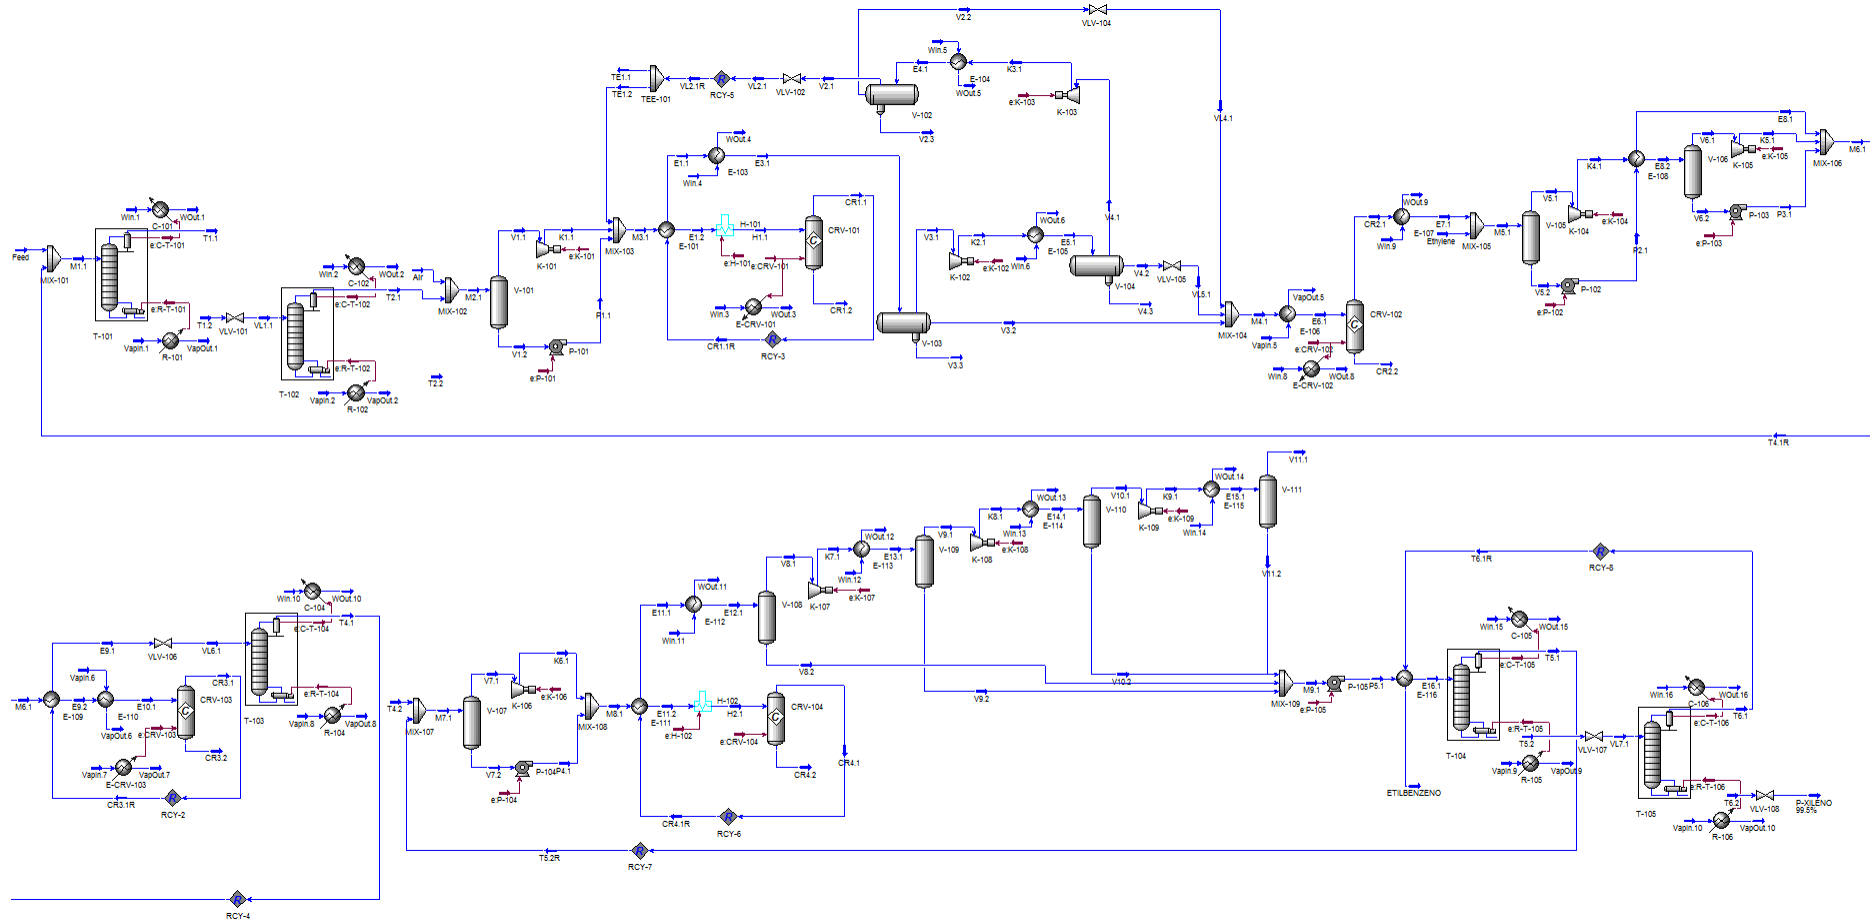 V2.2
VLV-104
Win.5
TE1.1
E4.1
E-104
K3.1
TE1.2
TEE-101
VL2.1R
RCY-5
VL2.1
VLV-102
V2.1
WOut.5
e:K-103
K-103
V-102
V2.3
VL4.1
WOut.4
E1.1
E3.1
Win.4
E-103
CR1.1
V4.1
WOut.6
V3.1
K2.1
E5.1
E-105
K-102
e:K-102
Win.6
V4.2
VLV-105
V-104
VL5.1
V4.3
Feed
M1.1
MIX-101
Win.1
WOut.1
C-101
T1.1
e:C-T-101
e:R-T-101
T-101
Vapin.1
VapOut.1
R-101
T1.2
VLV-101
VL1.1
Win.2
WOut.2
C-102
T2.1
e:C-T-102
e:R-T-102
T-102
Vapin.2
VapOut.2
R-102
T2.2
Air
MIX-102
M2.1
V1.1
V-101
V1.2
K1.1
K-101
e:K-101
P1.1
P-101
e:P-101
MIX-103
M3.1
E-101
E1.2
H-101
H1.1
e:H-101
CRV-101
e:CRV-101
Win.3
WOut.3
E-CRV-101
CR1.2
CR1.1R
RCY-3
V-103
V3.2
V3.3
MIX-104
M4.1
VapOut.5
E6.1
E-106
Vapin.5
CRV-102
e:CRV-102
Win.8
WOut.8
E-CRV-102
CR2.2
CR2.1
WOut.9
Win.9
E-107
E7.1
Ethylene
MIX-105
M5.1
V5.1
V-105
V5.2
K4.1
K-104
e:K-104
P-102
e:P-102
P2.1
E8.1
E8.2
E-108
V6.1
V-106
V6.2
K5.1
K-105
e:K-105
P3.1
P-103
e:P-103
MIX-106
M6.1
T4.1R
M6.1
E9.1
VLV-106
VL6.1
Vapin.6
E9.2
E-109
E10.1
E-110
VapOut.6
CR3.1
CRV-103
e:CRV-103
Vapin.7
VapOut.7
E-CRV-103
CR3.2
CR3.1R
RCY-2
Win.10
WOut.10
C-104
T4.1
e:C-T-104
e:R-T-104
T-103
Vapin.8
VapOut.8
R-104
RCY-4
T4.2
M7.1
MIX-107
V7.1
V-107
V7.2
K6.1
K-106
e:K-106
P-104
P4.1
e:P-104
MIX-108
M8.1
E11.1
WOut.11
Win.11
E12.1
E-112
E11.2
E-111
H-102
H2.1
e:H-102
CRV-104
e:CRV-104
CR4.1
CR4.2
CR4.1R
RCY-6
T5.2R
RCY-7
V8.1
V-108
V8.2
K7.1
K-107
e:K-107
WOut.12
Win.12
E13.1
E-113
V9.1
V-109
V9.2
K8.1
K-108
e:K-108
WOut.13
Win.13
E14.1
E-114
V10.1
V-110
V10.2
K9.1
K-109
e:K-109
WOut.14
Win.14
E15.1
E-115
V11.1
V-111
V11.2
MIX-109
M9.1
P-105
e:P-105
P5.1
T6.1R
RCY-8
E16.1
E-116
ETILBENZENO
Win.15
WOut.15
C-105
T5.1
e:C-T-105
e:R-T-105
T-104
T5.2
Vapin.9
VapOut.9
R-105
VLV-107
VL7.1
Win.16
WOut.16
C-106
T6.1
e:C-T-106
e:R-T-106
T-105
T6.2
VLV-108
P-XILENO
99.5%
Vapin.10
VapOut.10
R-106